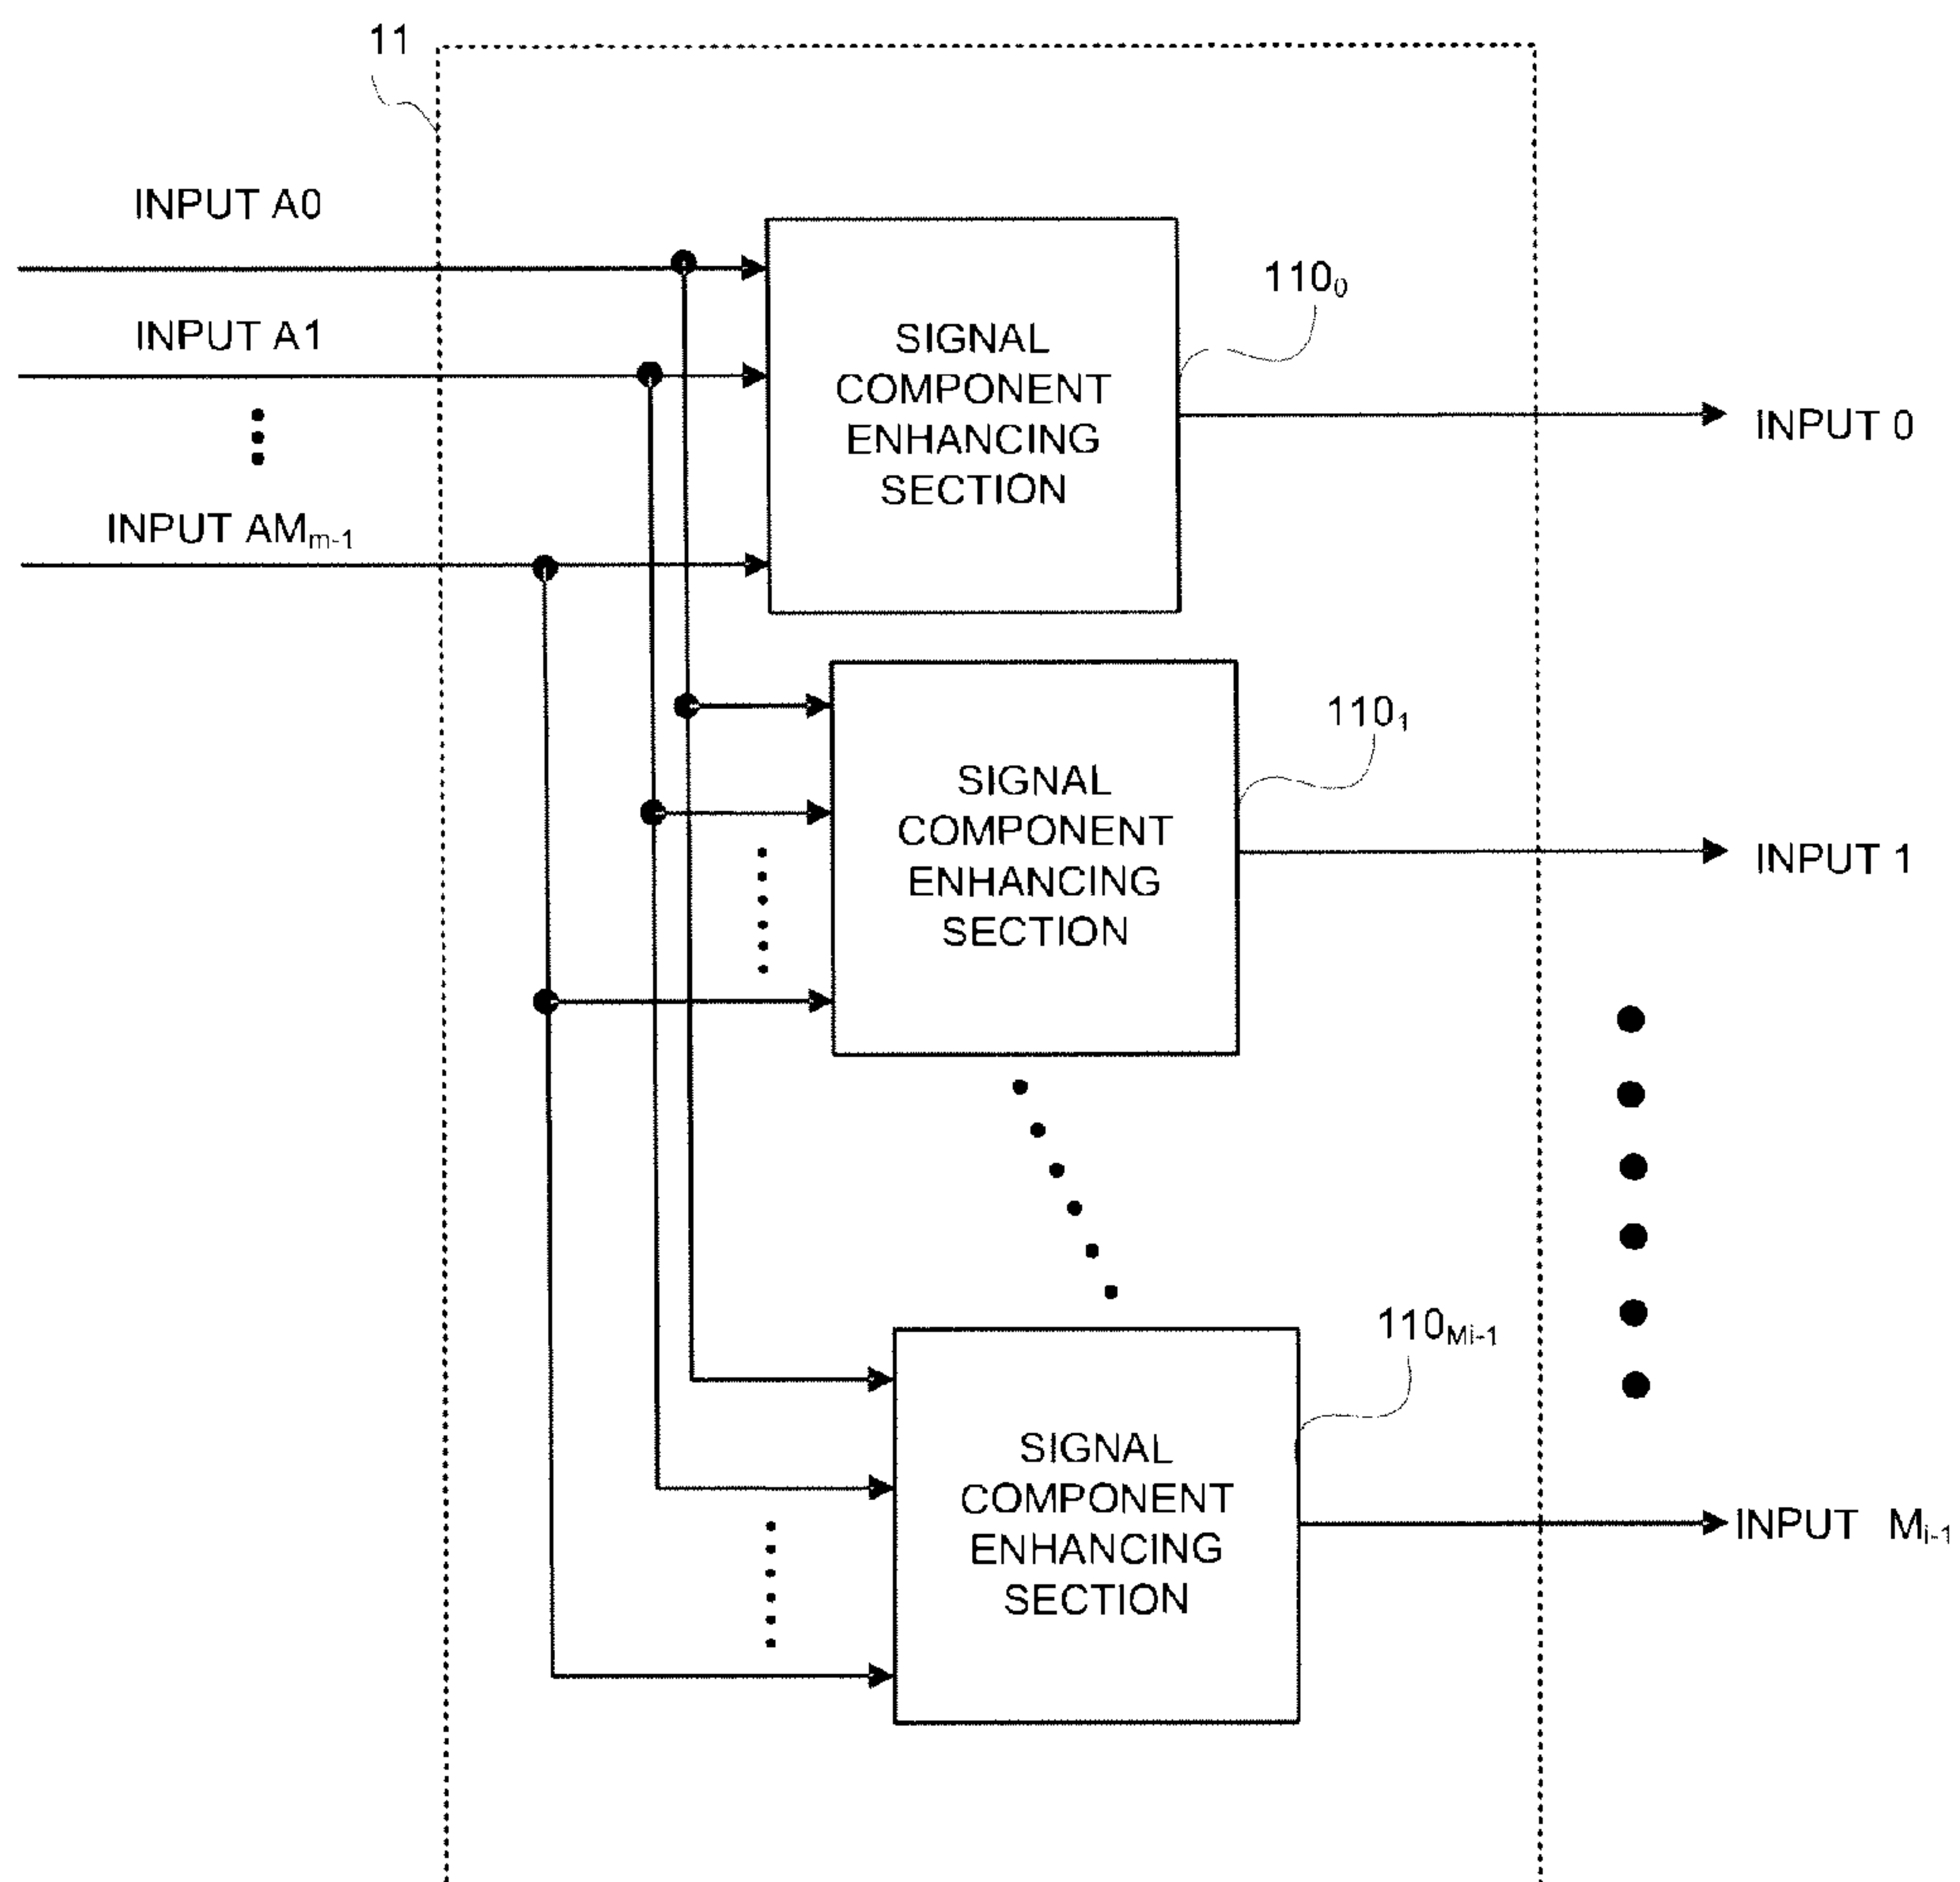 11
INPUT A0
INPUT A1
INPUT AMm-1
SIGNAL
COMPONENT
ENHANCING
SECTION
1100
INPUT 0
SIGNAL
COMPONENT
ENHANCING
SECTION
1101
INPUT 1
SIGNAL
COMPONENT
ENHANCING
SECTION
110Mi-1
INPUT Mi-1